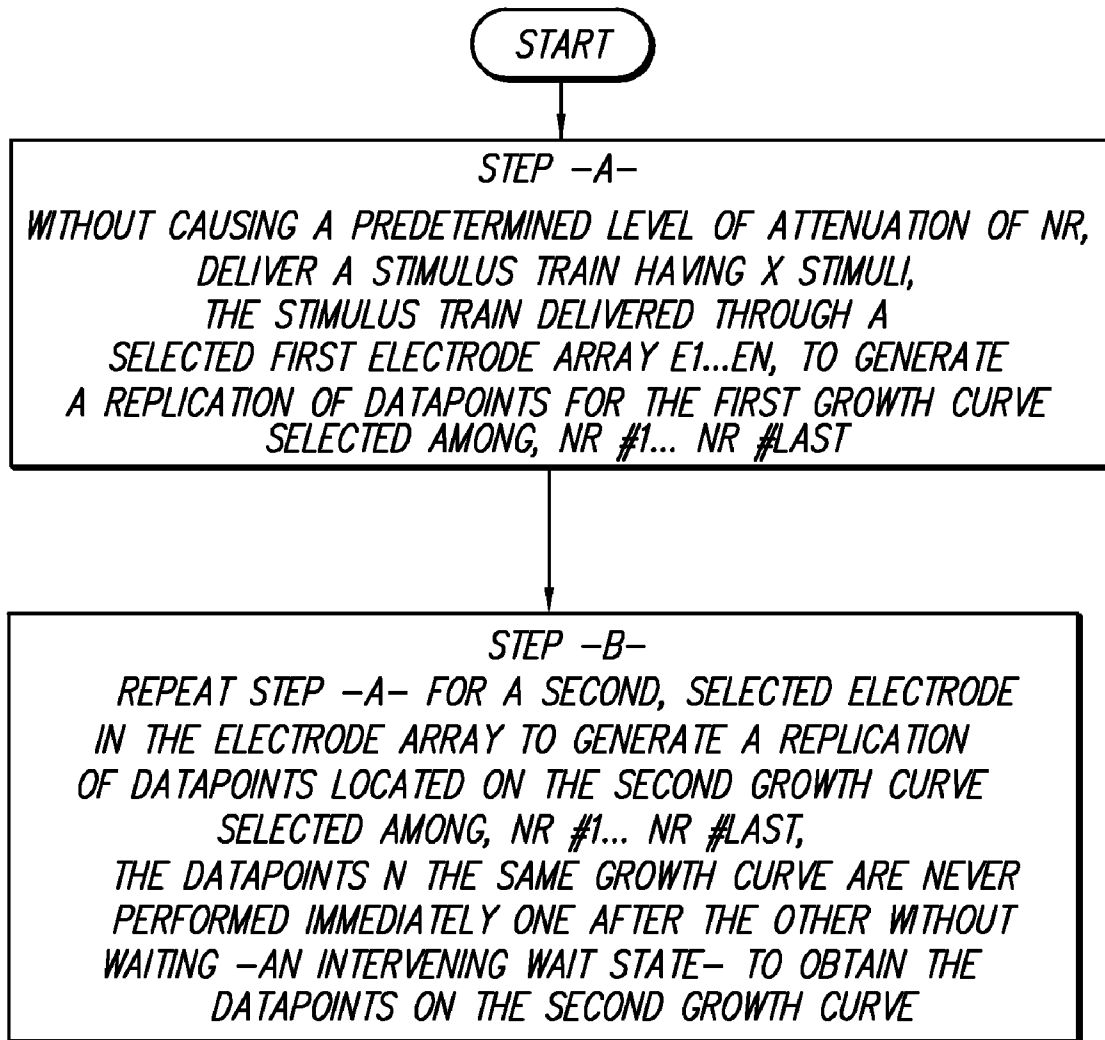 START
STEP -A-
WITHOUT CAUSING A PREDETERMINED LEVEL OF ATTENUATION OF NR,
DELIVER A STIMULUS TRAIN HAVING X STIMULI,
THE STIMULUS TRAIN DELIVERED THROUGH A
SELECTED FIRST ELECTRODE ARRAY E1...EN, TO GENERATE
A REPLICATION OF DATAPOINTS FOR THE FIRST GROWTH CURVE
SELECTED AMONG, NR #1... NR #LAST
STEP -B-
REPEAT STEP -A- FOR A SECOND, SELECTED ELECTRODE
IN THE ELECTRODE ARRAY TO GENERATE A REPLICATION
OF DATAPOINTS LOCATED ON THE SECOND GROWTH CURVE
SELECTED AMONG, NR #1... NR #LAST,
THE DATAPOINTS N THE SAME GROWTH CURVE ARE NEVER
PERFORMED IMMEDIATELY ONE AFTER THE OTHER WITHOUT
WAITING -AN INTERVENING WAIT STATE- TO OBTAIN THE
DATAPOINTS ON THE SECOND GROWTH CURVE